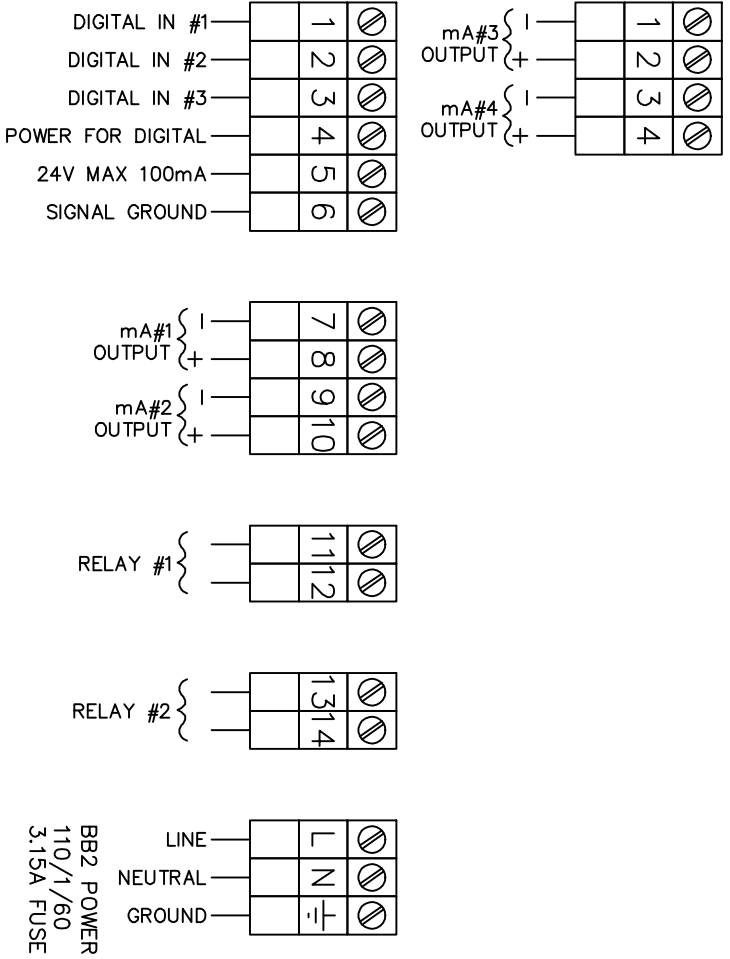 DIGITAL IN #1 1
DIGITAL IN #2 2
DIGITAL IN #3 3
POWER FOR DIGITAL 4
24V MAX 100mA 5
SIGNAL GROUND 6
mA#3 OUTPUT
- 1
+ 2
mA#4 OUTPUT
- 3
+ 4
mA#1
OUTPUT
- 7
+ 8
mA#2
OUTPUT
- 9
+ 10
RELAY #1
11
12
RELAY #2
13
14
LINE L
NEUTRAL N
GROUND
BB2 POWER
110/1/60
3.15A FUSE